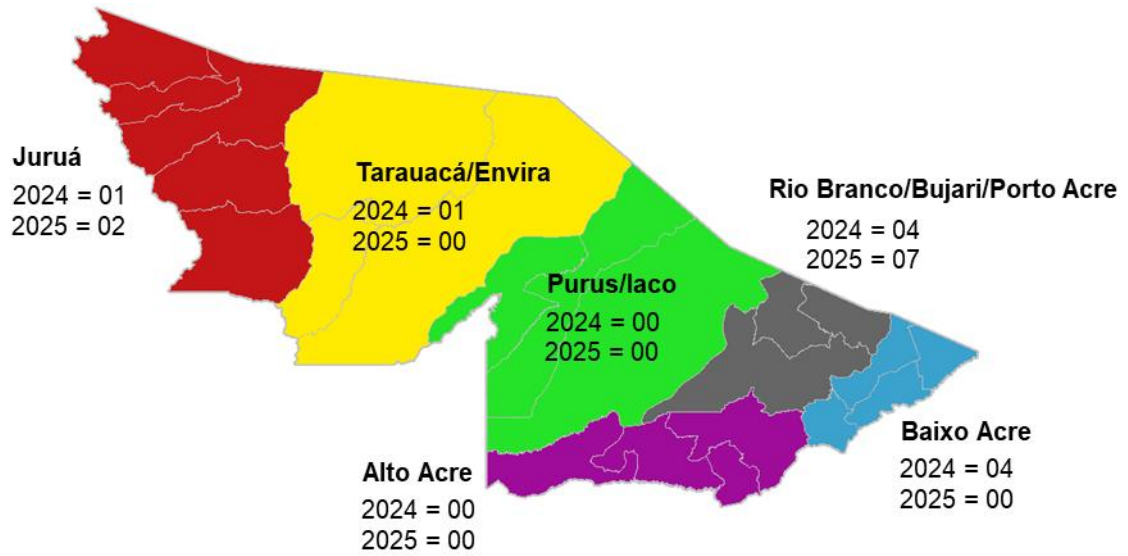 Juruá
2024 = 01
2025 = 02
Tarauacá/Envira
2024 = 01
2025 = 00
Purus/Iaco
2024 = 00
2025 = 00
Rio Branco/Bujari/Porto Acre
2024 = 04
2025 = 07
Alto Acre
2024 = 00
2025 = 00
Baixo Acre
2024 = 04
2025 = 00